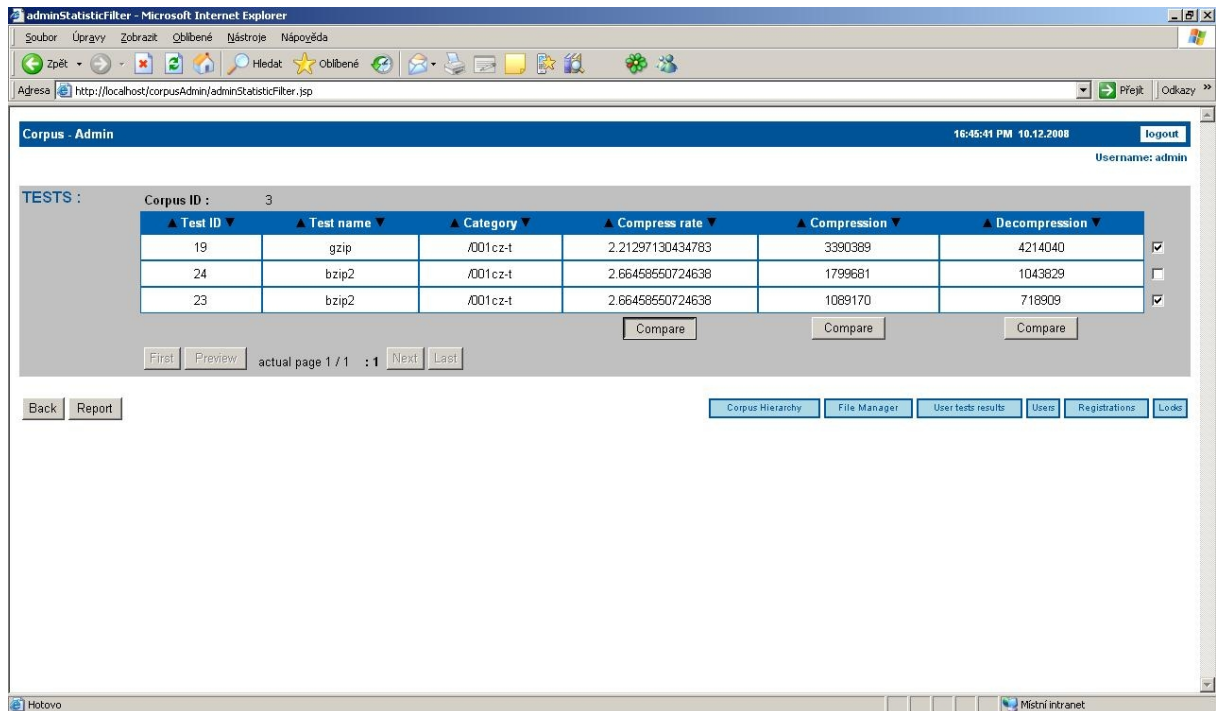 adminStatisticFilter - Microsoft Internet Explorer
Soubor Úpravy Zobrazit Oblíbené Nástroje Nápověda
Zpět Hledat Oblíbené
Adresa http://localhost/corpusAdmin/adminStatisticFilter.jsp Přejít Odkazy »
Corpus - Admin 16:45:41 PM 10.12.2008 logout
Username: admin
TESTS : Corpus ID : 3
▲ Test ID ▼ ▲ Test name ▼ ▲ Category ▼ ▲ Compress rate ▼ ▲ Compression ▼ ▲ Decompression ▼
19 gzip /001cz-t 2.21297130434783 3390389 4214040
24 bzip2 /001cz-t 2.66458550724638 1799681 1043829
23 bzip2 /001cz-t 2.66458550724638 1089170 718909
Compare Compare Compare
First Preview actual page 1 / 1 : 1 Next Last
Back Report Corpus Hierarchy File Manager User tests results Users Registrations Locks
Hotovo Místní intranet